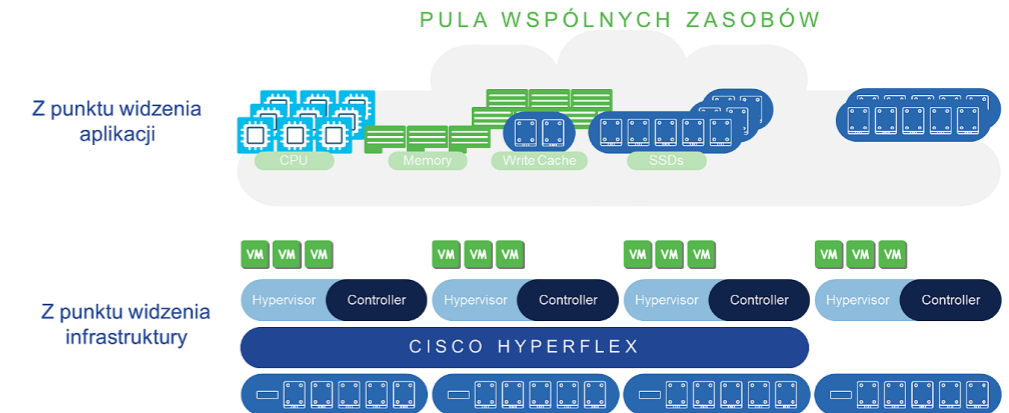 PULA WSPÓLNYCH ZASOBÓW
Z punktu widzenia
aplikacji
CPU
Memory
Write Cache
SSDs
VM VM VM VM VM VM VM VM VM VM VM VM
Hypervisor Controller Hypervisor Controller Hypervisor Controller Hypervisor Controller
Z punktu widzenia
infrastruktury
CISCO HYPERFLEX